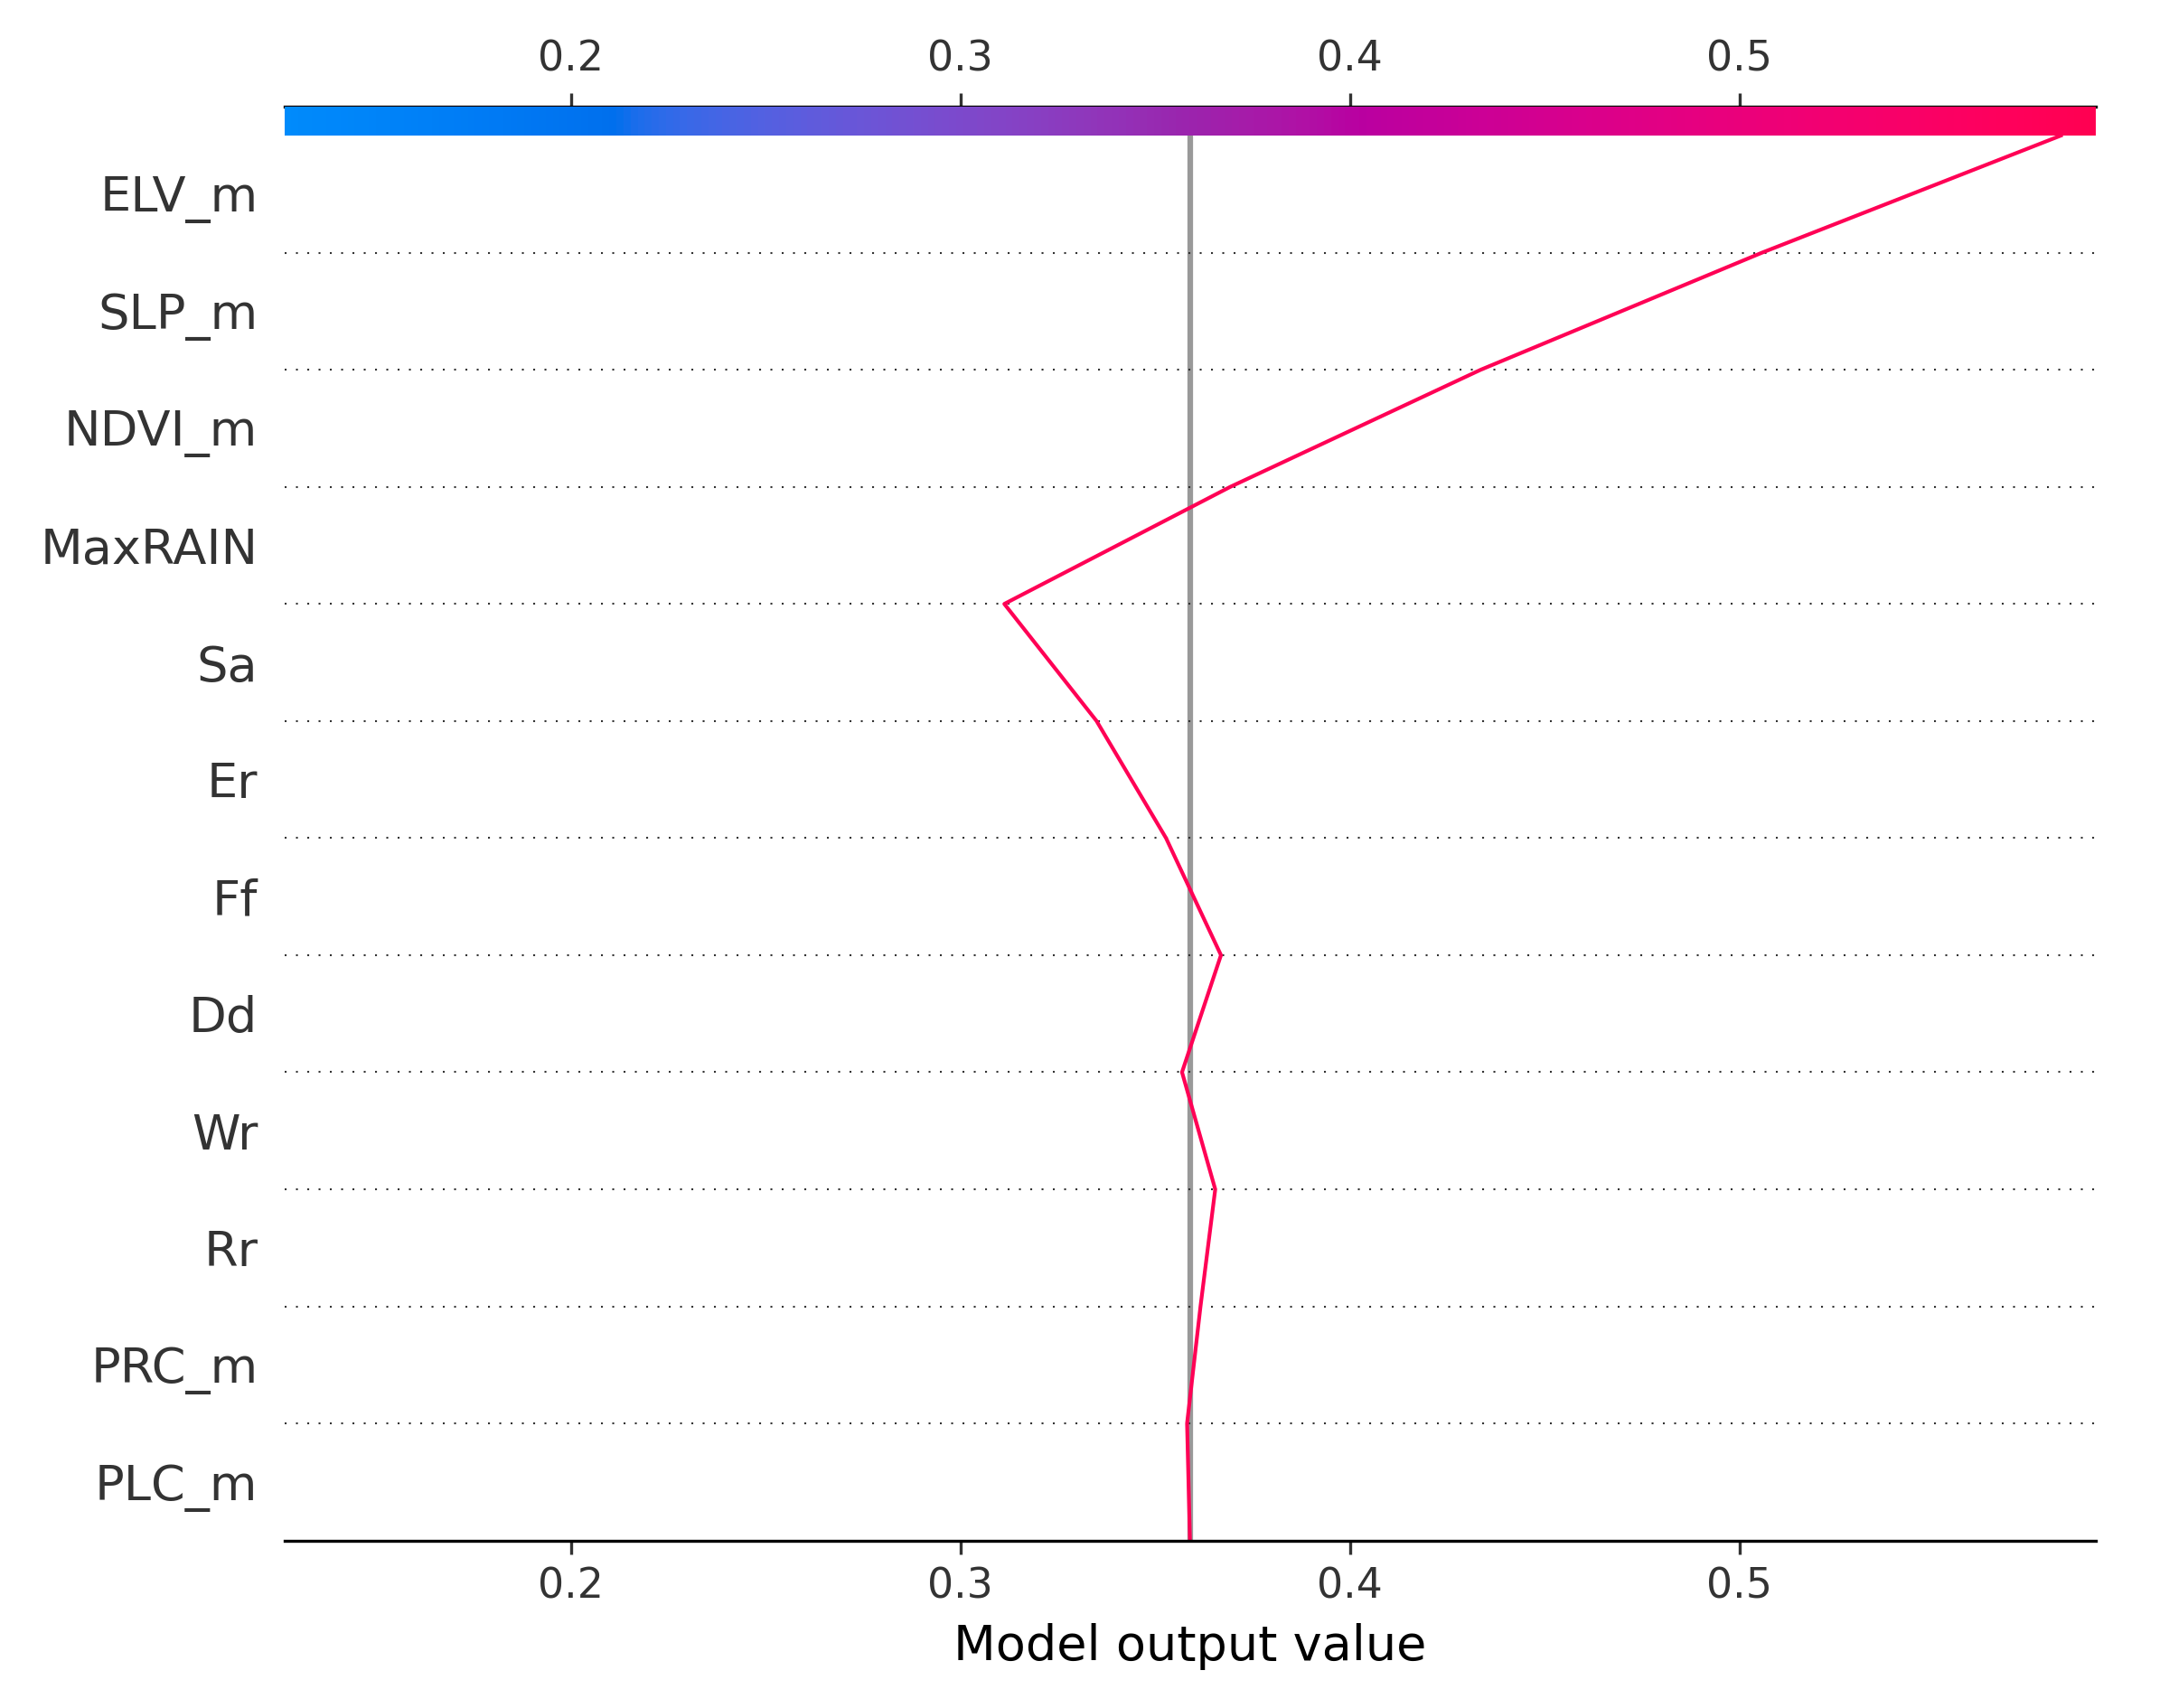 0.2 0.3 0.4 0.5
ELV_m
SLP_m
NDVI_m
MaxRAIN
Sa
Er
Ff
Dd
Wr
Rr
PRC_m
PLC_m
0.2 0.3 0.4 0.5
Model output value